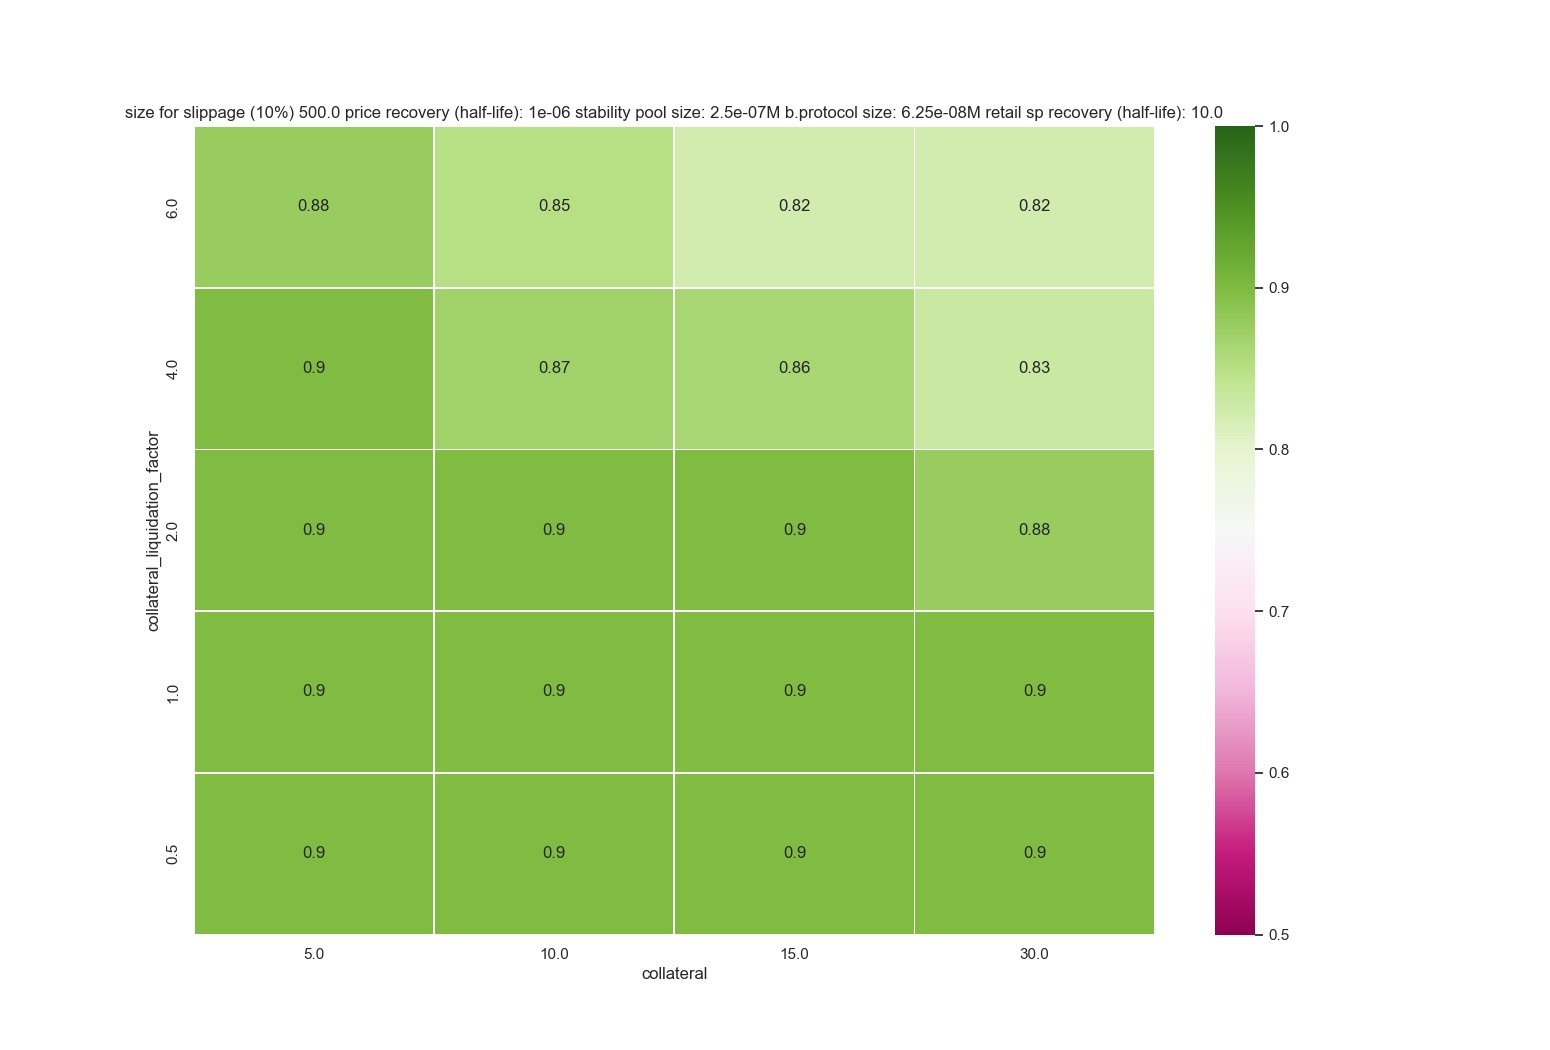 size for slippage (10%) 500.0 price recovery (half-life): 1e-06 stability pool size: 2.5e-07M b.protocol size: 6.25e-08M retail sp recovery (half-life): 10.0
collateral_liquidation_factor
6.0 0.88 0.85 0.82 0.82
4.0 0.9 0.87 0.86 0.83
2.0 0.9 0.9 0.9 0.88
1.0 0.9 0.9 0.9 0.9
0.5 0.9 0.9 0.9 0.9
5.0 10.0 15.0 30.0
collateral
1.0
0.9
0.8
0.7
0.6
0.5